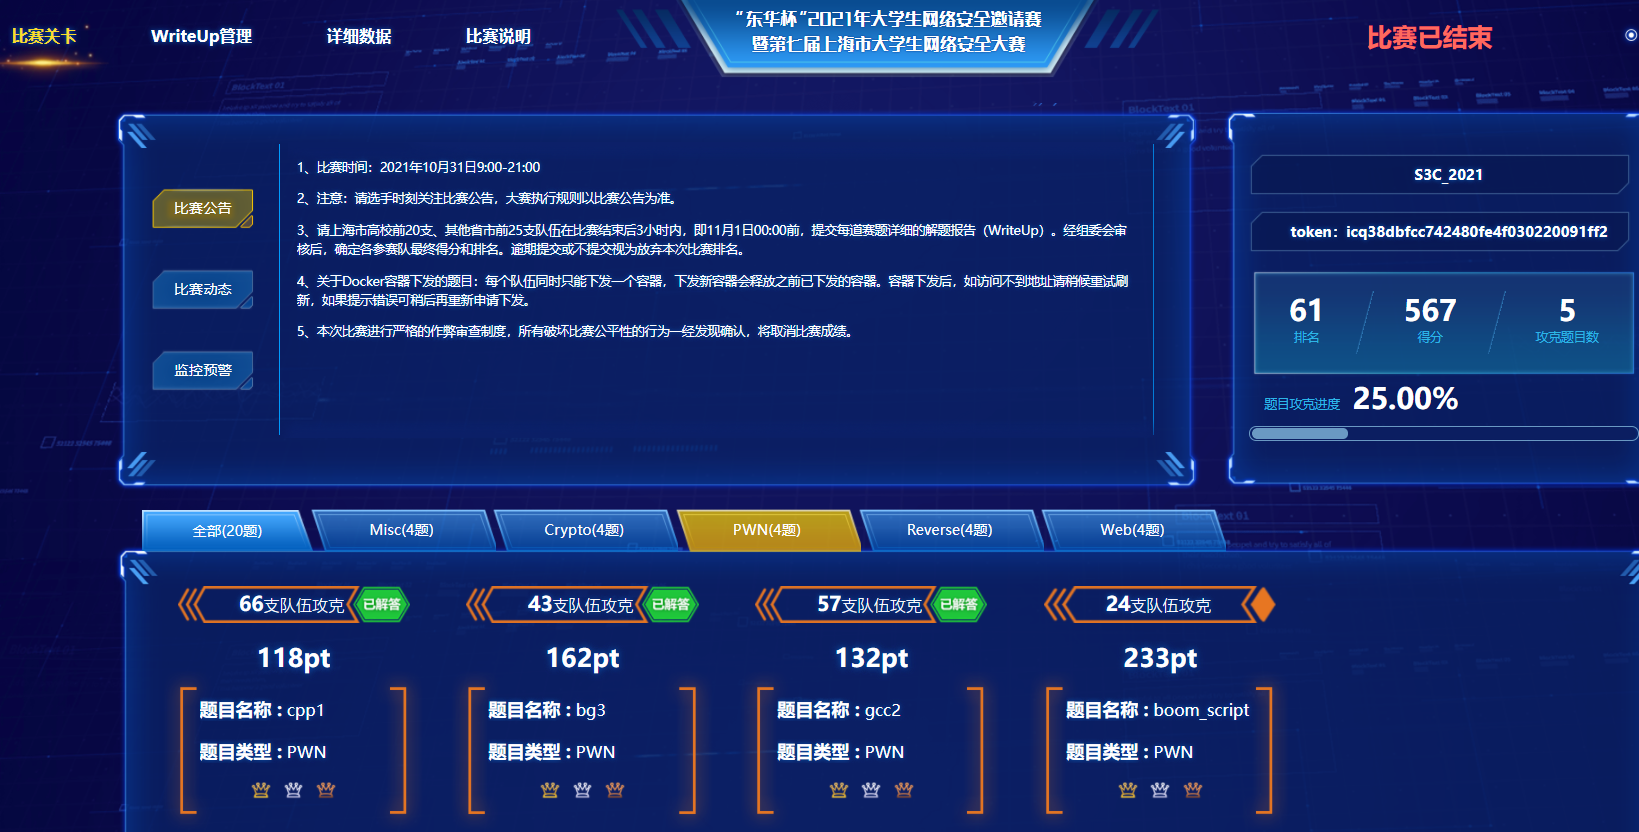 比赛关卡
WriteUp管理
详细数据
比赛说明
“东华杯”2021年大学生网络安全邀请赛
暨第七届上海市大学生网络安全大赛
比赛已结束
比赛公告
比赛动态
监控预警
1、比赛时间：2021年10月31日9:00-21:00
2、注意：请选手时刻关注比赛公告，大赛执行规则以比赛公告为准。
3、请上海市高校前20支、其他省市前25支队伍在比赛结束后3小时内，即11月1日00:00前，提交每道赛题详细的解题报告（WriteUp）。经组委会审
核后，确定各参赛队最终得分和排名。逾期提交或不提交视为放弃本次比赛排名。
4、关于Docker容器下发的题目：每个队伍同时只能下发一个容器，下发新容器会释放之前已下发的容器。容器下发后，如访问不到地址请稍候重试刷
新，如果提示错误可稍后再重新申请下发。
5、本次比赛进行严格的作弊审查制度，所有破坏比赛公平性的行为一经发现确认，将取消比赛成绩。
S3C_2021
token：icq38dbfcc742480fe4f030220091ff2
61
排名
567
得分
5
攻克题目数
题目攻克进度 25.00%
全部(20题)
Misc(4题)
Crypto(4题)
PWN(4题)
Reverse(4题)
Web(4题)
66支队伍攻克 已解答
118pt
题目名称：cpp1
题目类型：PWN
43支队伍攻克 已解答
162pt
题目名称：bg3
题目类型：PWN
57支队伍攻克 已解答
132pt
题目名称：gcc2
题目类型：PWN
24支队伍攻克
233pt
题目名称：boom_script
题目类型：PWN